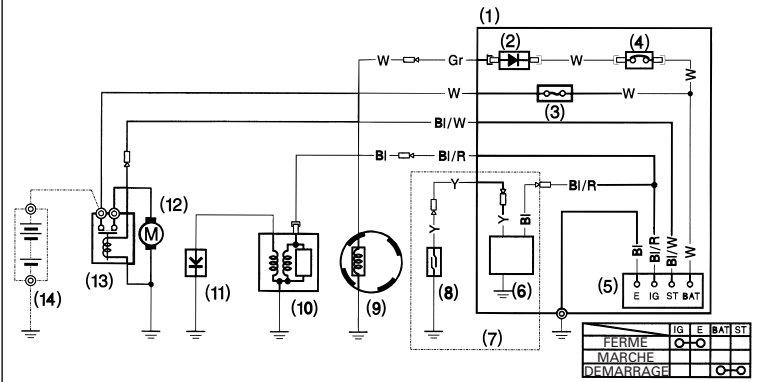 (1)
(2)
(4)
W
Gr
W
W
W
W
(3)
Bl/W
Bl
Bl/R
Y
Bl/R
(12)
Y
Y
Bl
M
Bl
Bl/R
Bl/W
W
(5)
E IG ST BAT
(13)
(14)
(11)
(10)
(9)
(8)
(6)
(7)
IG E BAT ST
FERME
MARCHE
DEMARRAGE